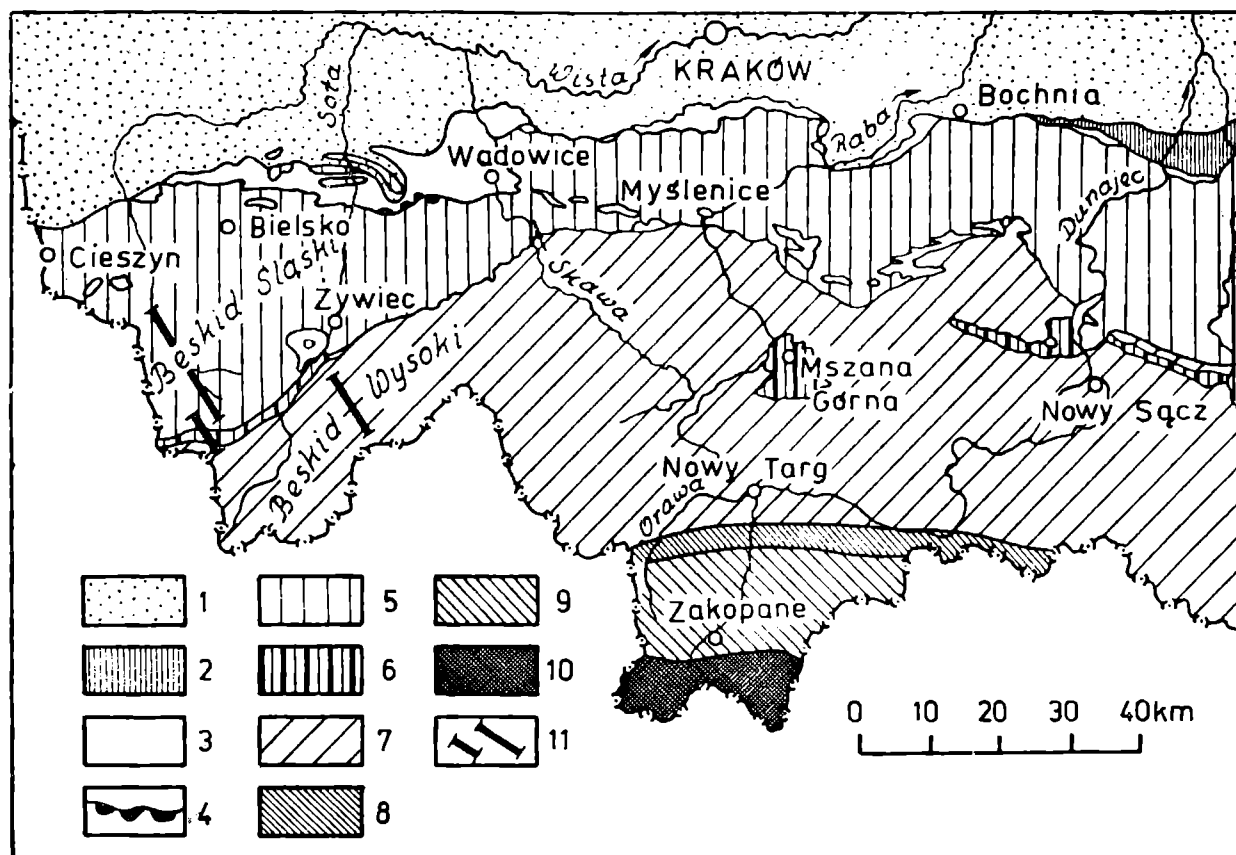 Wisła
KRAKÓW
Soła
Raba
Bochnia
Wadowice
Myślenice
Dunajec
Bielsko
Cieszyn
Beskid Śląski
Skawa
Żywiec
Beskid Wysoki
Mszana
Górna
Nowy Sącz
Nowy Targ
Orawa
Zakopane
1 5 9
2 6 10
3 7 11
4 8
0 10 20 30 40km